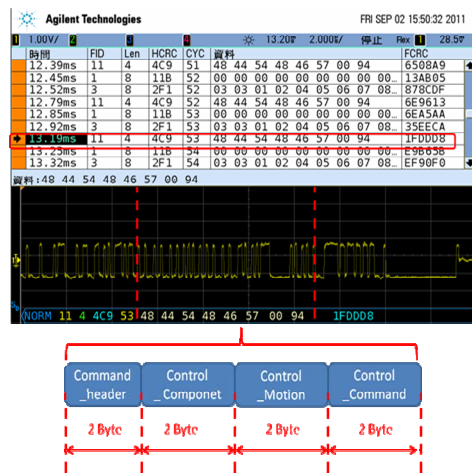 Agilent Technologies FRI SEP 02 15:50:32 2011
1 1.00V/ 2 3 4 13.20▽ 2.000▽/ 停止 Flex 1 28.5▽
時間 FID Len HCRC CYC 資料 FCRC
12.39ms 11 4 4C9 51 48 44 54 48 46 57 00 94 6508A9
12.45ms 1 8 11B 52 00 00 00 00 00 00 00 00… 13AB05
12.52ms 3 8 2F1 52 03 03 01 02 04 05 06 07 08… 878CDF
12.79ms 11 4 4C9 52 48 44 54 48 46 57 00 94 6E9613
12.85ms 1 8 11B 53 00 00 00 00 00 00 00 00… 6EA5AA
12.92ms 3 8 2F1 53 03 03 01 02 04 05 06 07 08… 35EECA
13.19ms 11 4 4C9 53 48 44 54 48 46 57 00 94 1FDDD8
13.25ms 1 8 11B 54 00 00 00 00 00 00 00 00… E9B65B
13.32ms 3 8 2F1 54 03 03 01 02 04 05 06 07 08… EF90F0
資料:48 44 54 48 46 57 00 94
NORM 11 4 4C9 53 48 44 54 48 46 57 00 94 1FDDD8
Command Control Control Control
_header _Componet _Motion _Command
2 Byte 2 Byte 2 Byte 2 Byte